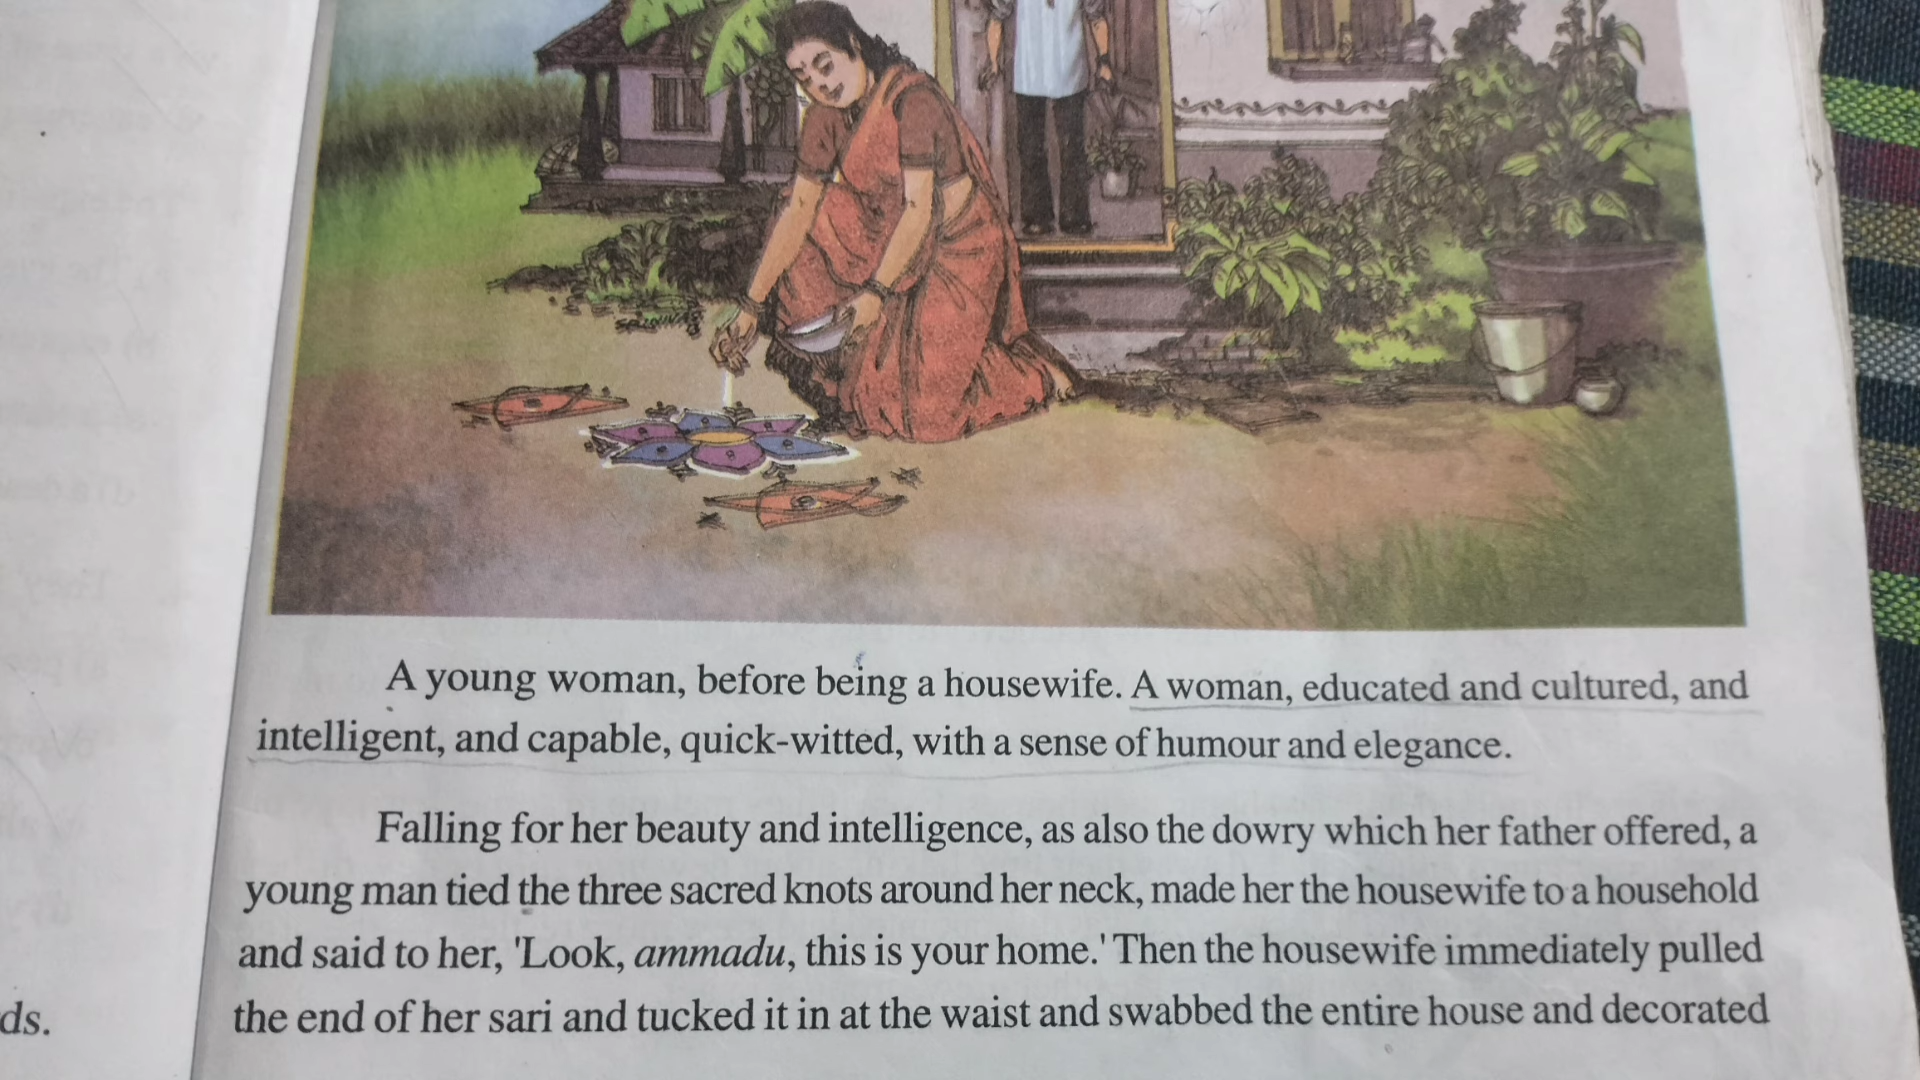 SRINIVAS
A young woman, before being a housewife. A woman, educated and cultured, and
intelligent, and capable, quick-witted, with a sense of humour and elegance.
Falling for her beauty and intelligence, as also the dowry which her father offered, a
young man tied the three sacred knots around her neck, made her the housewife to a household
and said to her, 'Look, ammadu, this is your home.' Then the housewife immediately pulled
the end of her sari and tucked it in at the waist and swabbed the entire house and decorated
ds.